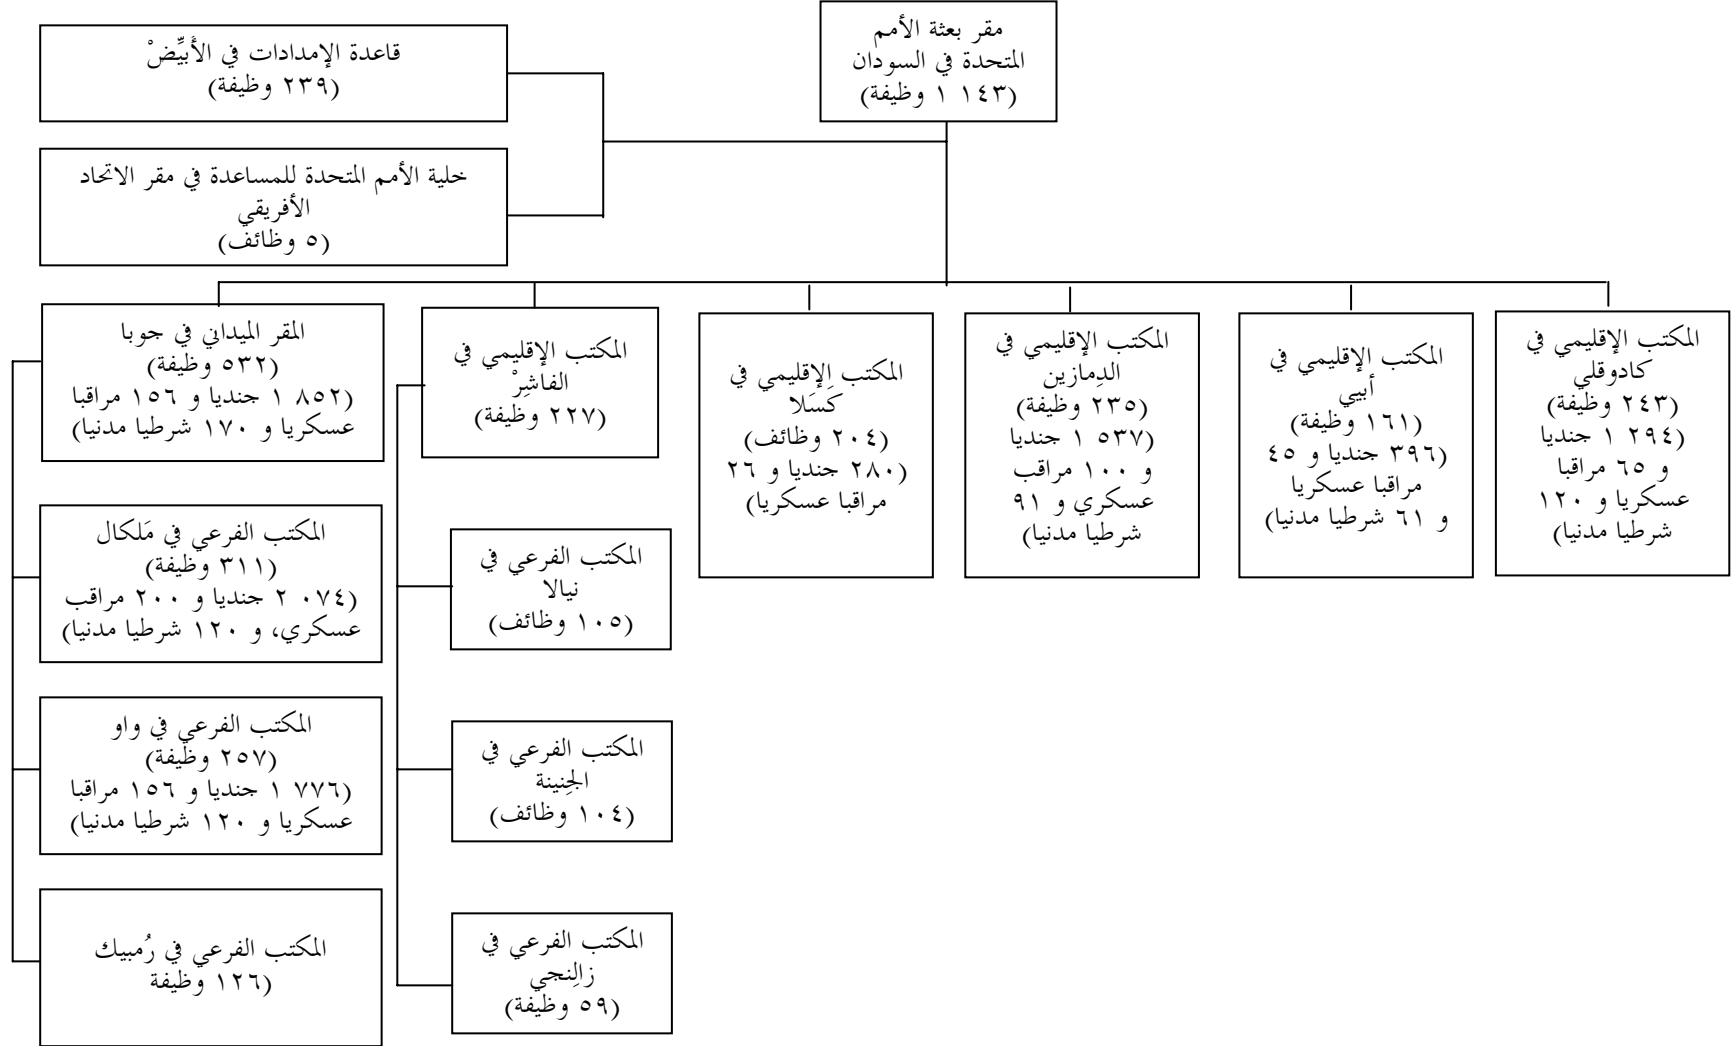 مقر بعثة الأمم
المتحدة في السودان
(١ ١٤٣ وظيفة)
قاعدة الإمدادات في الأُبيِّضْ
(٢٣٩ وظيفة)
خلية الأمم المتحدة للمساعدة في مقر الاتحاد
الأفريقي
(٥ وظائف)
المكتب الإقليمي في
كادوقلي
(٢٤٣ وظيفة)
(١ ٢٩٤ جنديا
و ٦٥ مراقبا
عسكريا و ١٢٠
شرطيا مدنيا)
المكتب الإقليمي في
أبيي
(١٦١ وظيفة)
(٣٩٦ جنديا و ٤٥
مراقبا عسكريا
و ٦١ شرطيا مدنيا)
المكتب الإقليمي في
الدِمازين
(٢٣٥ وظيفة)
(١ ٥٣٧ جنديا
و ١٠٠ مراقب
عسكري و ٩١
شرطيا مدنيا)
المكتب الإقليمي في
كَسَلا
(٢٠٤ وظائف)
(٢٨٠ جنديا و ٢٦
مراقبا عسكريا)
المكتب الإقليمي في
الفاشِرْ
(٢٢٧ وظيفة)
المكتب الفرعي في
نيالا
(١٠٥ وظائف)
المكتب الفرعي في
الجِنينة
(١٠٤ وظائف)
المكتب الفرعي في
زالِنجي
(٥٩ وظيفة)
المقر الميداني في جوبا
(٥٣٢ وظيفة)
(١ ٨٥٢ جنديا و ١٥٦ مراقبا
عسكريا و ١٧٠ شرطيا مدنيا)
المكتب الفرعي في مَلكال
(٣١١ وظيفة)
(٢ ٠٧٤ جنديا و ٢٠٠ مراقب
عسكري، و ١٢٠ شرطيا مدنيا)
المكتب الفرعي في واو
(٢٥٧ وظيفة)
(١ ٧٧٦ جنديا و ١٥٦ مراقبا
عسكريا و ١٢٠ شرطيا مدنيا)
المكتب الفرعي في رُمبيك
(١٢٦ وظيفة